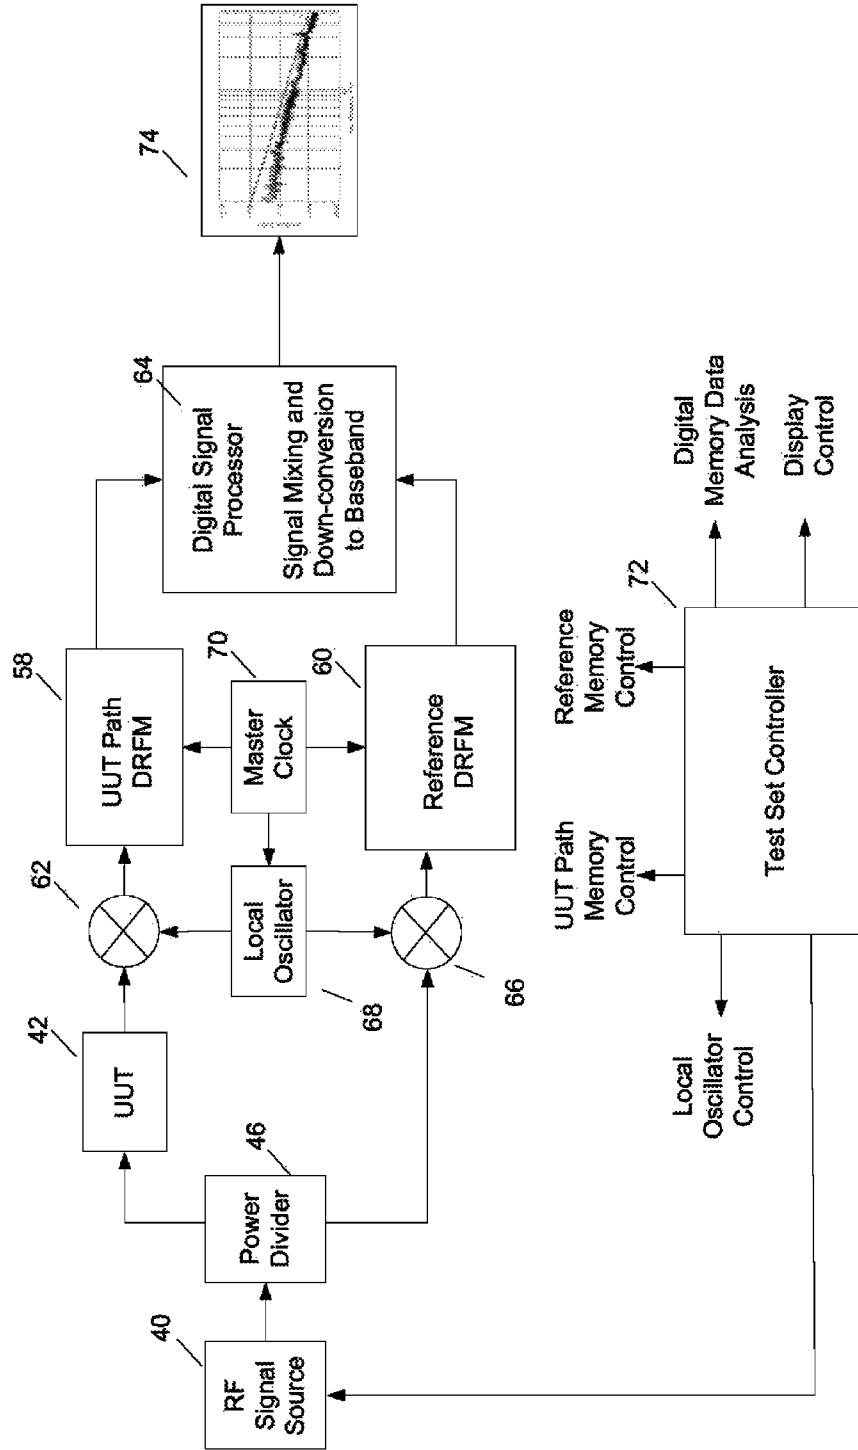 40
RF
Signal
Source
46
Power
Divider
42
UUT
62
68
Local
Oscillator
66
58
UUT Path
DRFM
70
Master
Clock
60
Reference
DRFM
64
Digital Signal
Processor
Signal Mixing and
Down-conversion
to Baseband
74
Local
Oscillator
Control
UUT Path
Memory
Control
Reference
Memory
Control
72
Test Set Controller
Digital
Memory Data
Analysis
Display
Control